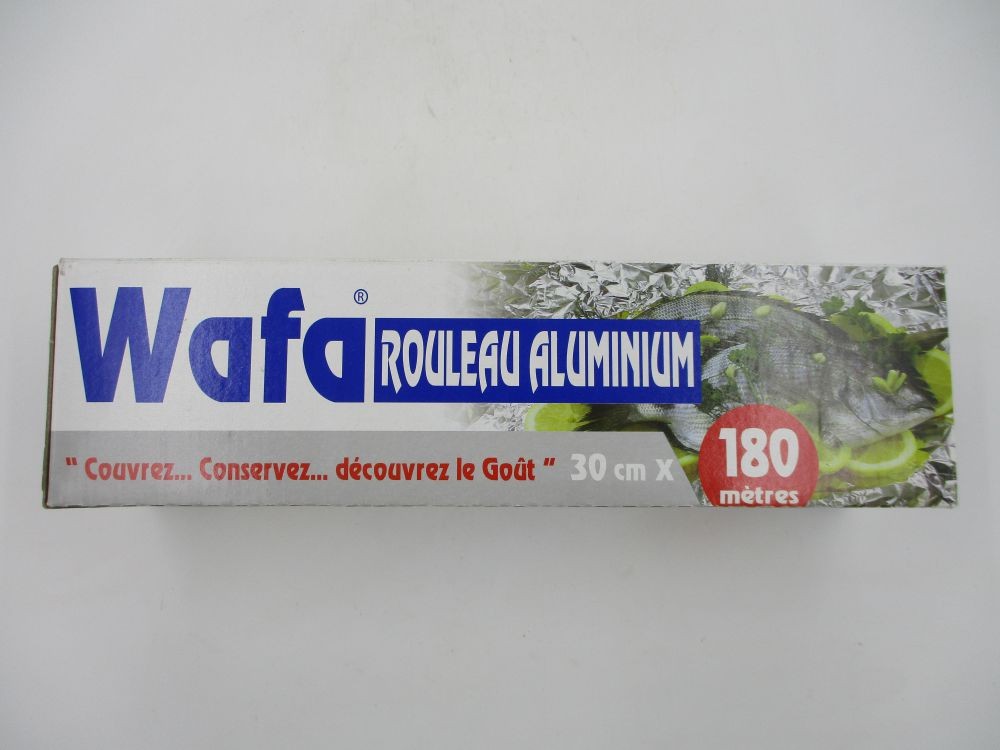 Wafa®
ROULEAU ALUMINIUM
" Couvrez... Conservez... découvrez le Goût "
30 cm X
180
mètres